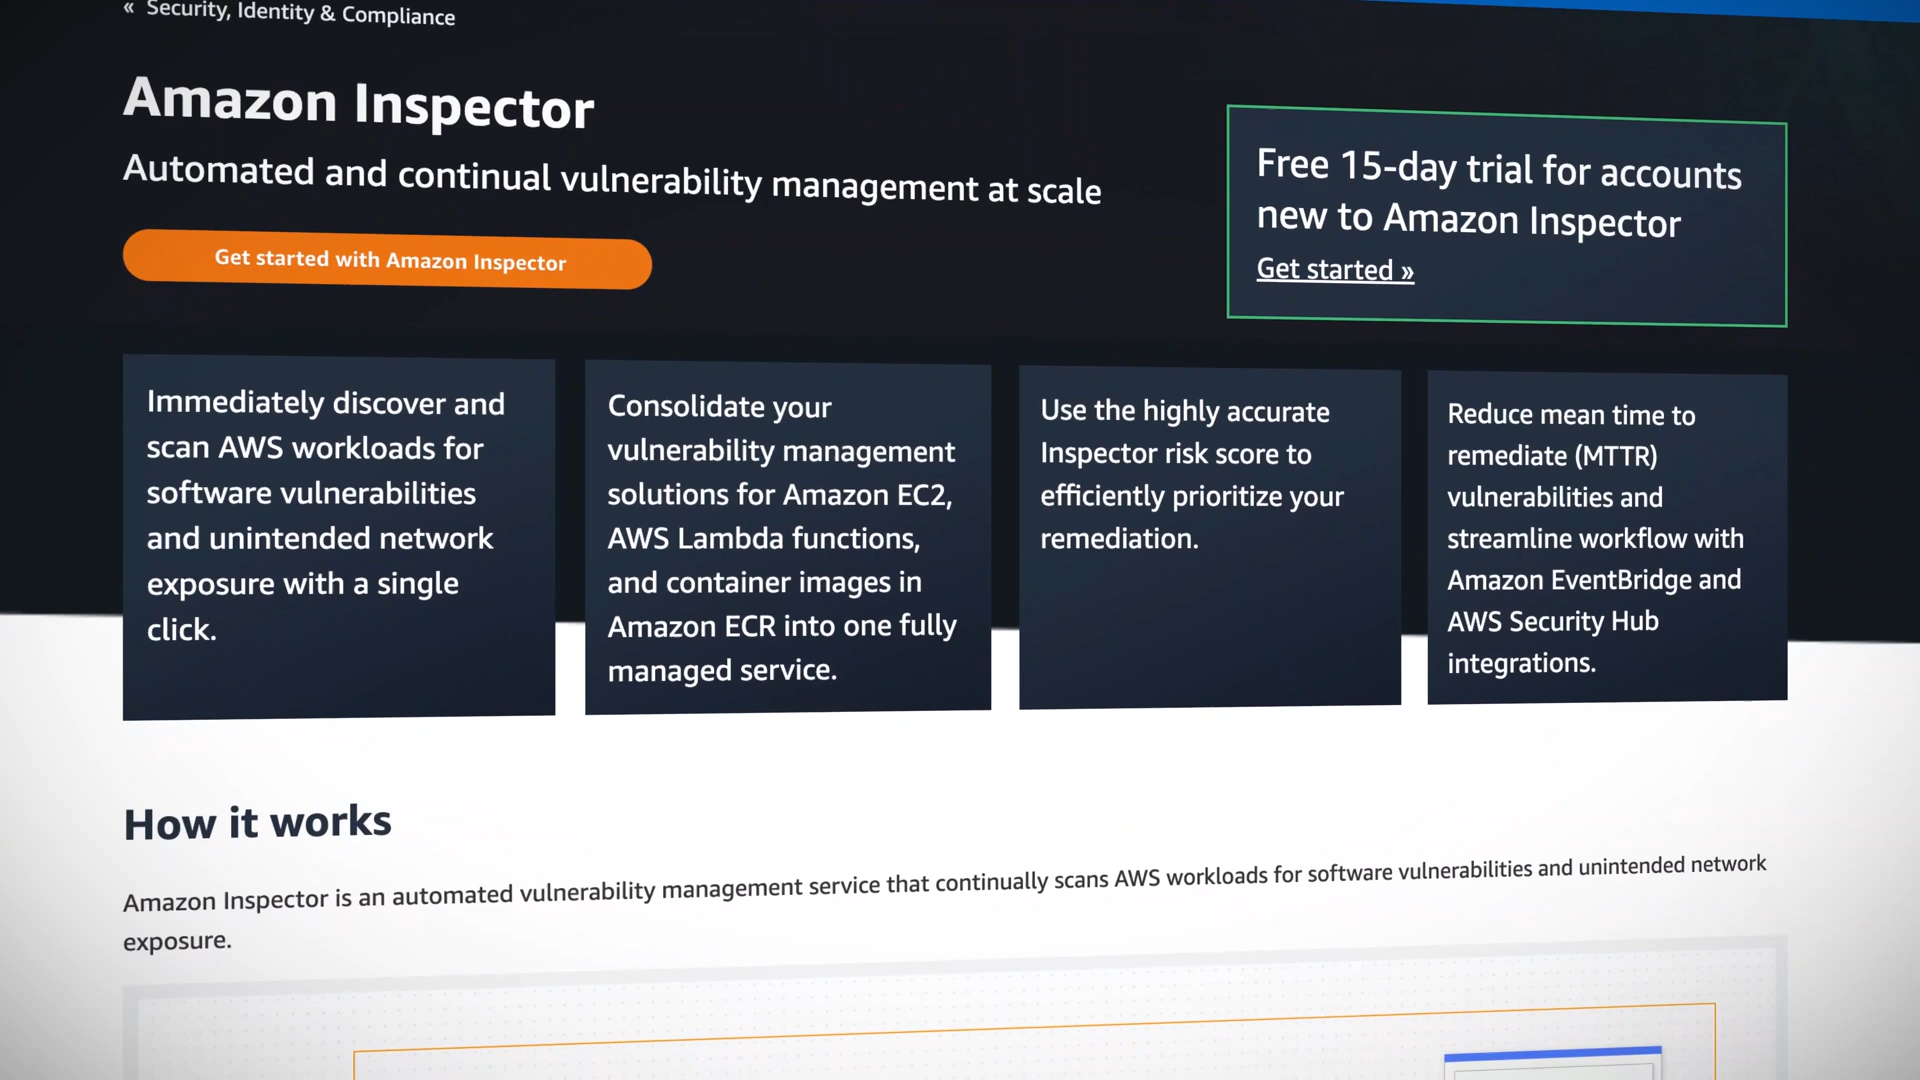 « Security, Identity & Compliance
Amazon Inspector
Automated and continual vulnerability management at scale
Get started with Amazon Inspector
Free 15-day trial for accounts
new to Amazon Inspector
Get started »
Immediately discover and
scan AWS workloads for
software vulnerabilities
and unintended network
exposure with a single
click.
Consolidate your
vulnerability management
solutions for Amazon EC2,
AWS Lambda functions,
and container images in
Amazon ECR into one fully
managed service.
Use the highly accurate
Inspector risk score to
efficiently prioritize your
remediation.
Reduce mean time to
remediate (MTTR)
vulnerabilities and
streamline workflow with
Amazon EventBridge and
AWS Security Hub
integrations.
How it works
Amazon Inspector is an automated vulnerability management service that continually scans AWS workloads for software vulnerabilities and unintended network
exposure.